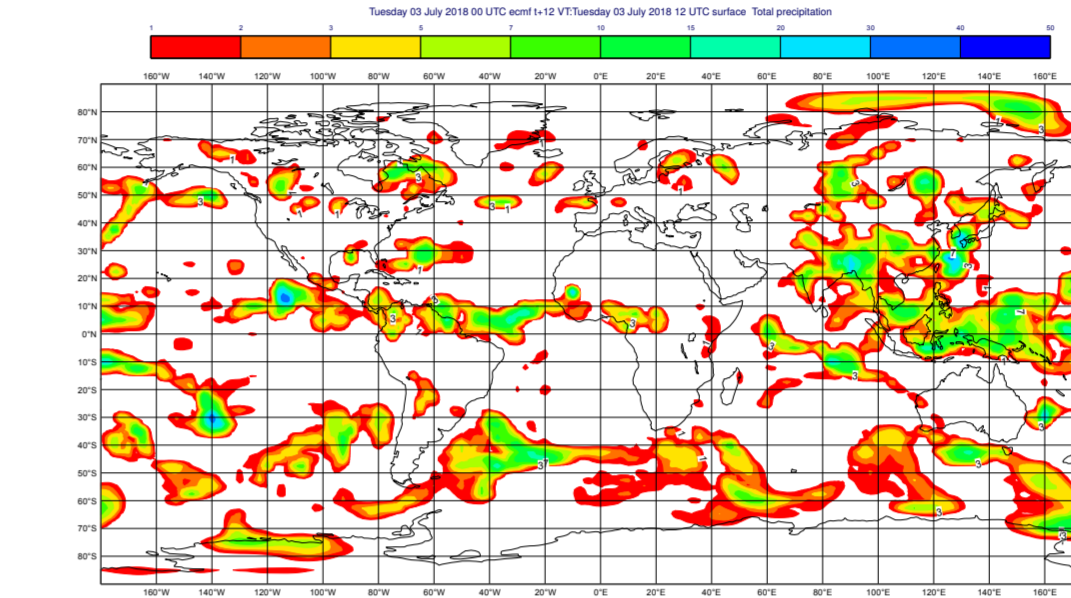 Tuesday 03 July 2018 00 UTC ecmf t+12 VT:Tuesday 03 July 2018 12 UTC surface Total precipitation
1 2 3 5 7 10 15 20 30 40 50
160°W 140°W 120°W 100°W 80°W 60°W 40°W 20°W 0°E 20°E 40°E 60°E 80°E 100°E 120°E 140°E 160°E
80°N
70°N
60°N
50°N
40°N
30°N
20°N
10°N
0°N
10°S
20°S
30°S
40°S
50°S
60°S
70°S
80°S
160°W 140°W 120°W 100°W 80°W 60°W 40°W 20°W 0°E 20°E 40°E 60°E 80°E 100°E 120°E 140°E 160°E